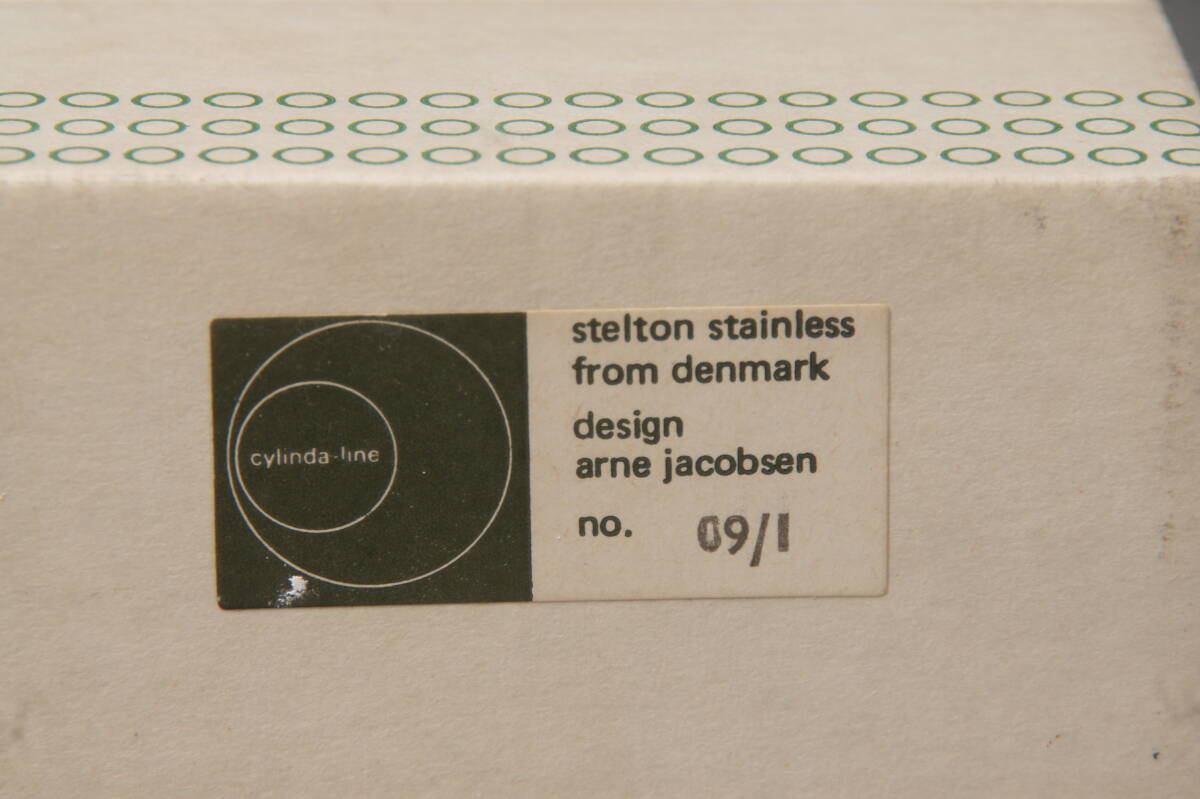 cylinda-line
stelton stainless
from denmark
design
arne jacobsen
no. 09/1